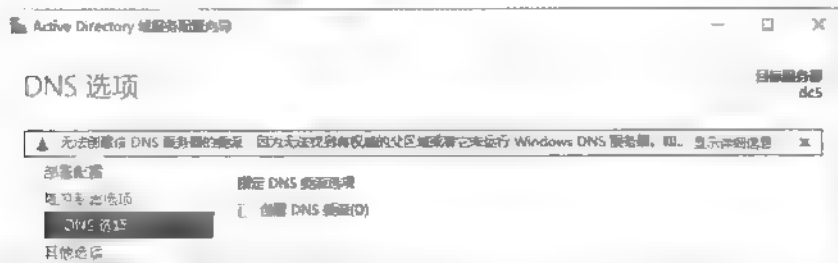 Active Directory 域服务配置向导
DNS 选项
目标服务器
dc5
无法创建该 DNS 服务器的委派，因为无法找到有权威的父区域或者它未运行 Windows DNS 服务器。如... 显示详细信息
部署配置
域控制器选项
指定 DNS 委派选项
DNS 选项
创建 DNS 委派(D)
其他选项